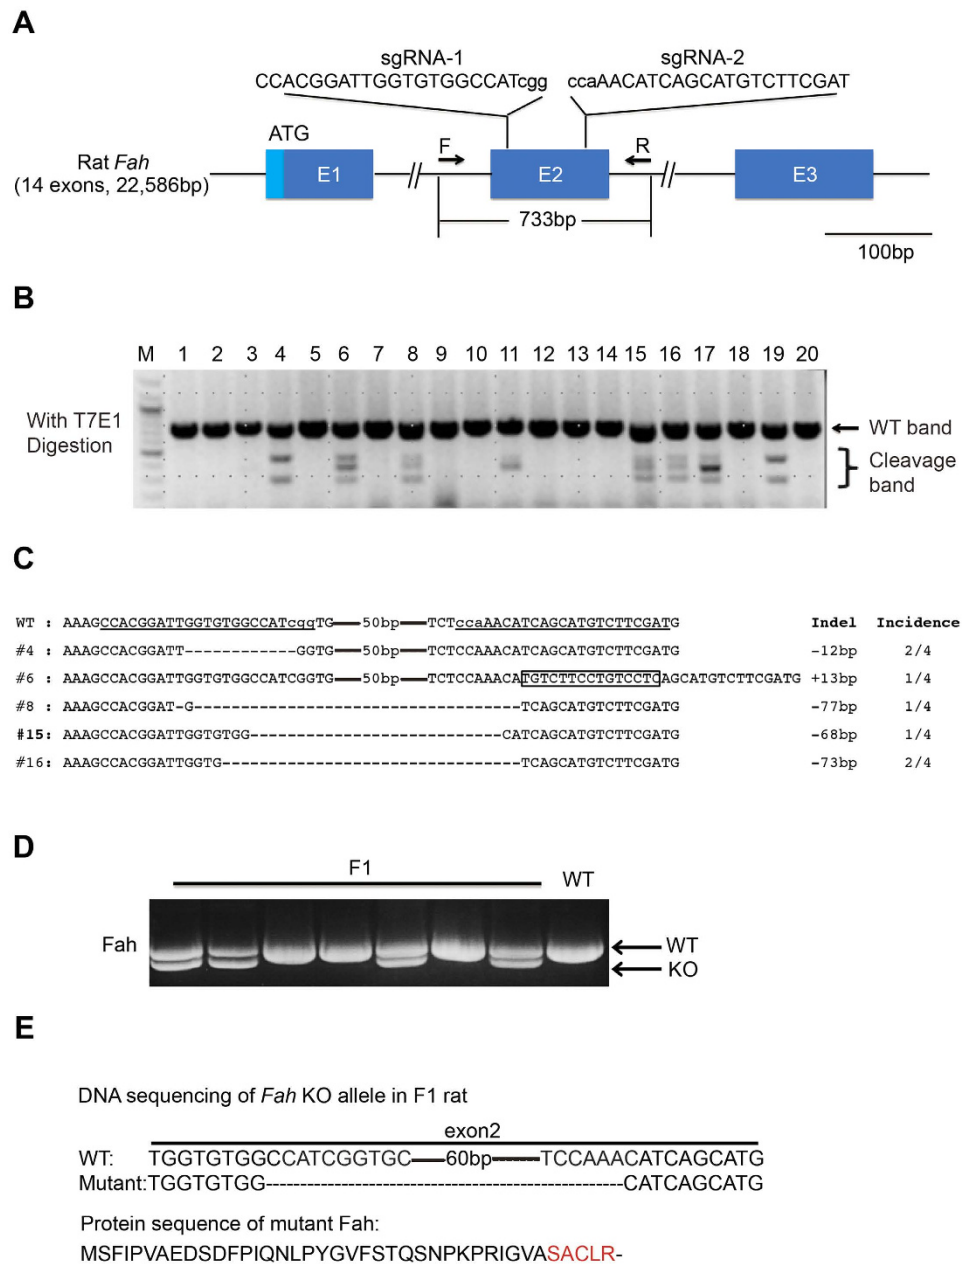 A
sgRNA-1 sgRNA-2
CCACGGATTGGTGTGGCCATcgg ccaAACATCAGCATGTCTTCGAT
ATG F R
Rat Fah
(14 exons, 22,586bp)
E1 // E2 // E3
733bp
100bp
B
M 1 2 3 4 5 6 7 8 9 10 11 12 13 14 15 16 17 18 19 20
With T7E1
Digestion
WT band
Cleavage
band
C
WT : AAAGCCACGGATTGGTGTGGCCATcggTG——50bp——TCTccaAACATCAGCATGTCTTCGATG Indel Incidence
#4 : AAAGCCACGGATT------------GGTG——50bp——TCTCCAAACATCAGCATGTCTTCGATG -12bp 2/4
#6 : AAAGCCACGGATTGGTGTGGCCATCGGTG——50bp——TCTCCAAACATGTCTTCCTGTCCTCAGCATGTCTTCGATG +13bp 1/4
#8 : AAAGCCACGGAT-G-----------------------------------TCAGCATGTCTTCGATG -77bp 1/4
#15: AAAGCCACGGATTGGTGTGG---------------------------CATCAGCATGTCTTCGATG -68bp 1/4
#16: AAAGCCACGGATTGGTG--------------------------------TCAGCATGTCTTCGATG -73bp 2/4
D
F1 WT
Fah
WT
KO
E
DNA sequencing of Fah KO allele in F1 rat
exon2
WT: TGGTGTGGCCATCGGTGC——60bp------TCCAAACATCAGCATG
Mutant:TGGTGTGG------------------------------------------CATCAGCATG
Protein sequence of mutant Fah:
MSFIPVAEDSDFPIQNLPYGVFSTQSNPKPRIGVASACLR-